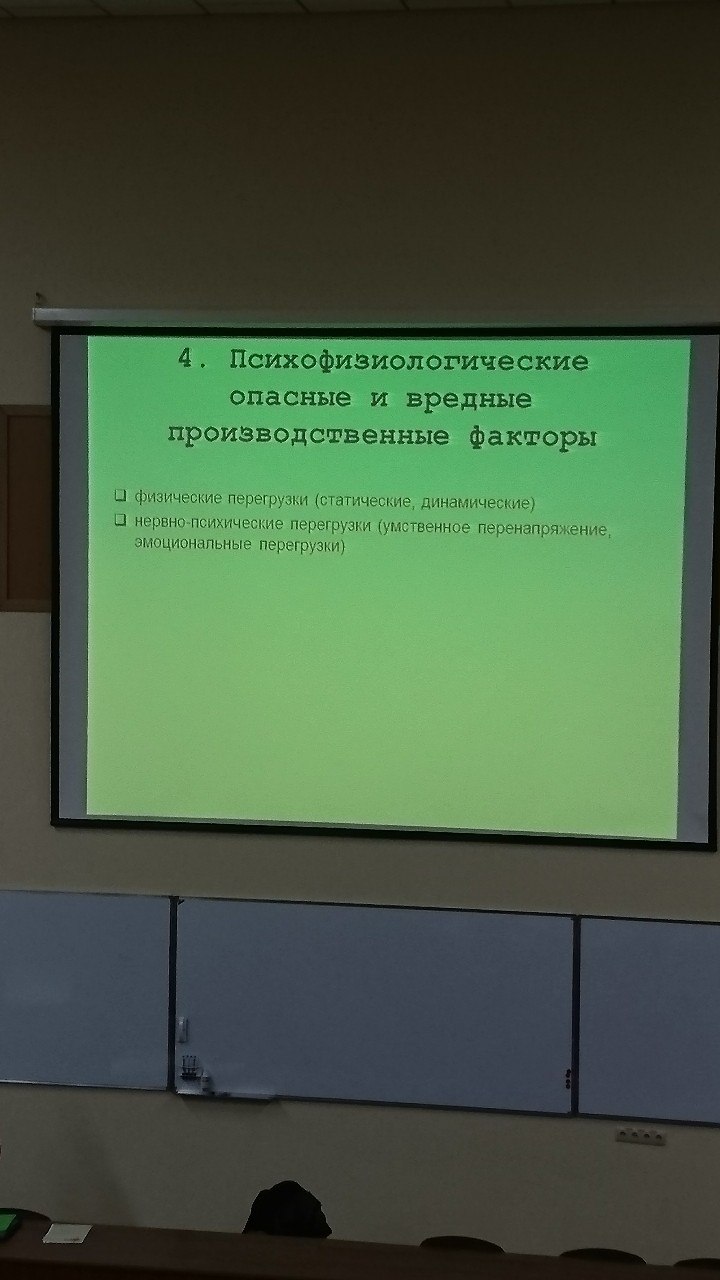 4. Психофизиологические
опасные и вредные
производственные факторы
физические перегрузки (статические, динамические)
нервно-психические перегрузки (умственное перенапряжение,
эмоциональные перегрузки)